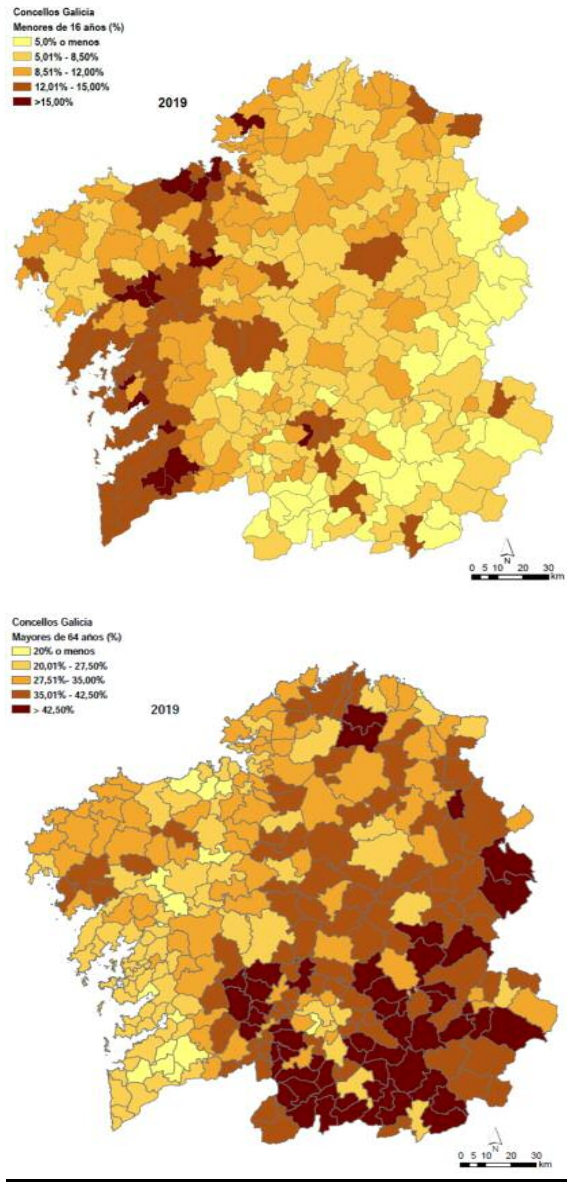 Concellos Galicia
Menores de 16 años (%)
5,0% o menos
5,01% - 8,50%
8,51% - 12,00%
12,01% - 15,00%
>15,00%
2019
N
0 5 10 20 30
km
Concellos Galicia
Mayores de 64 años (%)
20% o menos
20,01% - 27,50%
27,51% - 35,00%
35,01% - 42,50%
> 42,50%
2019
N
0 5 10 20 30
km